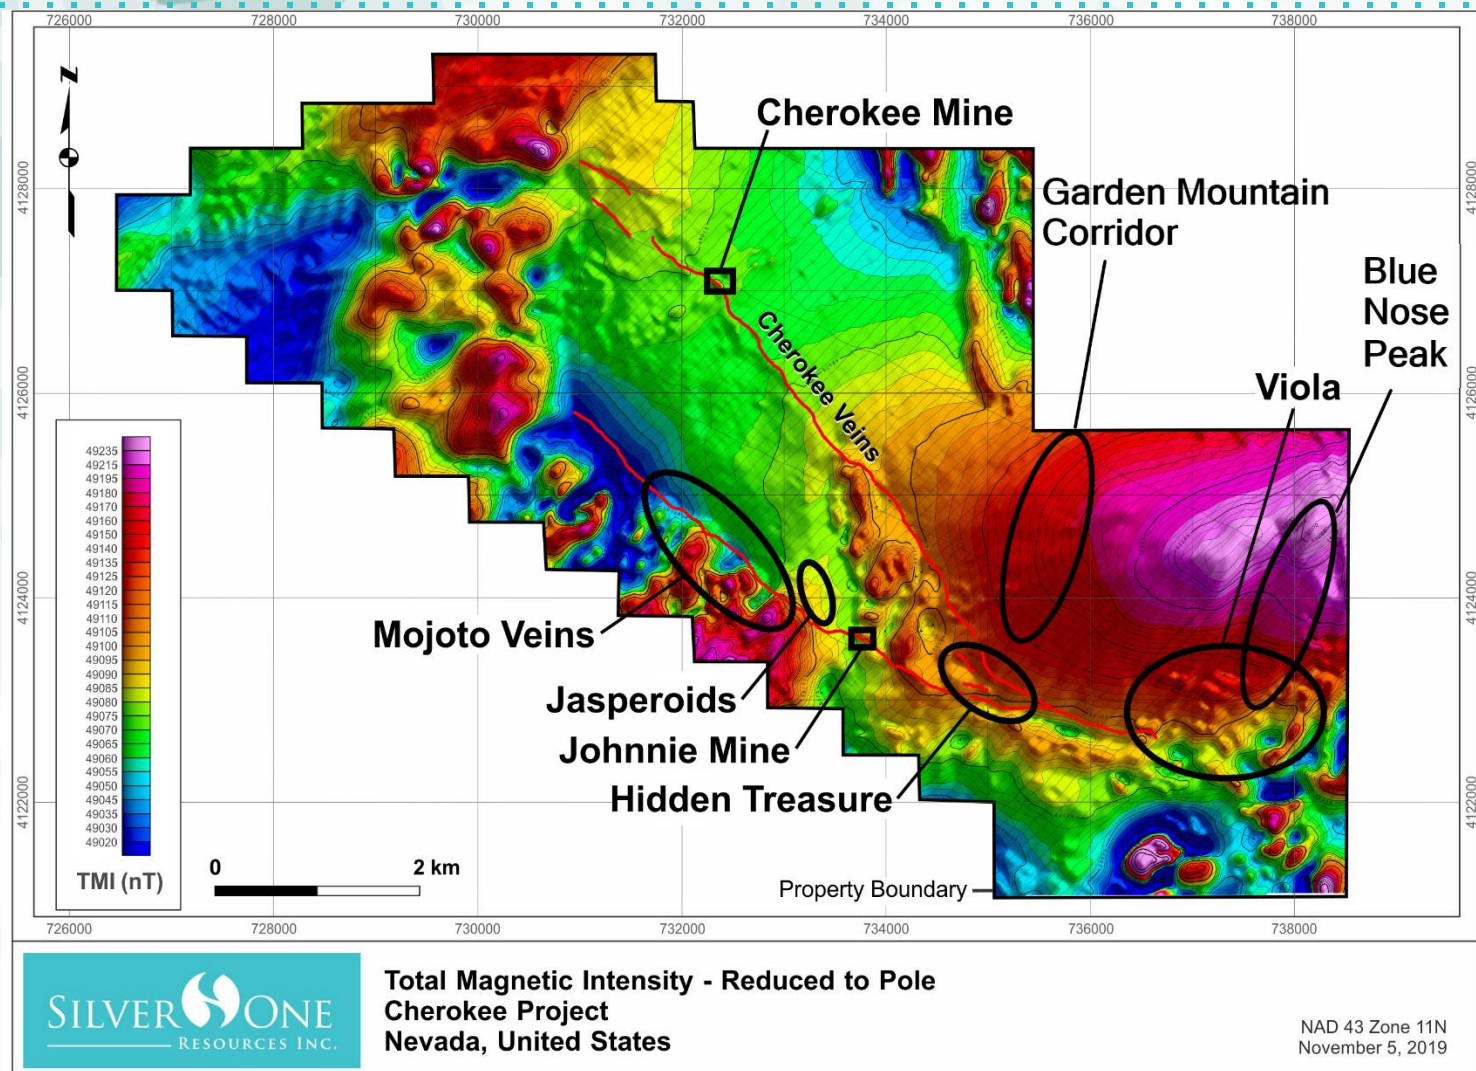 726000 728000 730000 732000 734000 736000 738000
4128000
4126000
4124000
4122000
4128000
4126000
4124000
4122000
Z
Cherokee Mine
Garden Mountain
Corridor
Blue
Nose
Peak
Viola
Cherokee Veins
Mojoto Veins
Jasperoids
Johnnie Mine
Hidden Treasure
Property Boundary
49235
49215
49195
49180
49170
49160
49150
49140
49135
49125
49120
49115
49110
49105
49100
49095
49090
49085
49080
49075
49070
49065
49060
49055
49050
49045
49035
49030
49020
TMI (nT)
0 2 km
726000 728000 730000 732000 734000 736000 738000
SILVER ONE
RESOURCES INC.
Total Magnetic Intensity - Reduced to Pole
Cherokee Project
Nevada, United States
NAD 43 Zone 11N
November 5, 2019